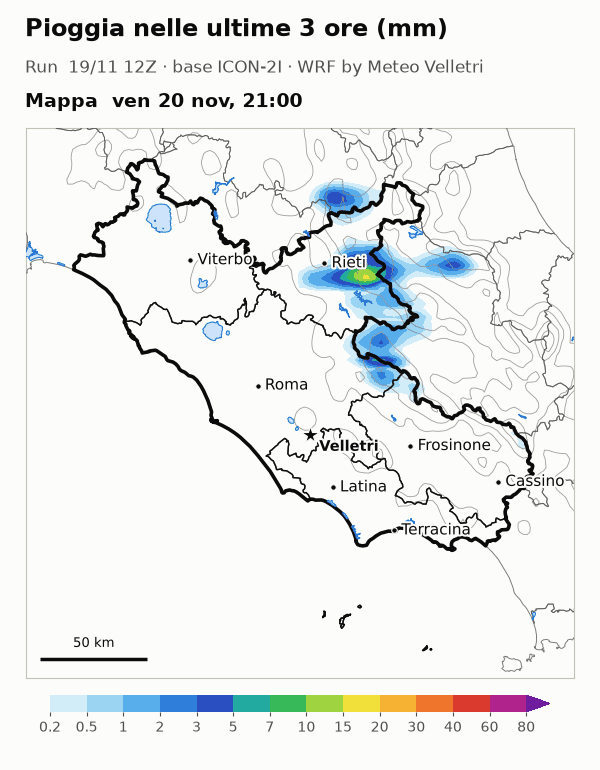 Pioggia nelle ultime 3 ore (mm)
Run  19/11 12Z · base ICON-2I · WRF by Meteo Velletri
Mappa  ven 20 nov, 21:00
Viterbo
Rieti
Roma
Velletri
Frosinone
Latina
Cassino
Terracina
50 km
0.2 0.5 1 2 3 5 7 10 15 20 30 40 60 80